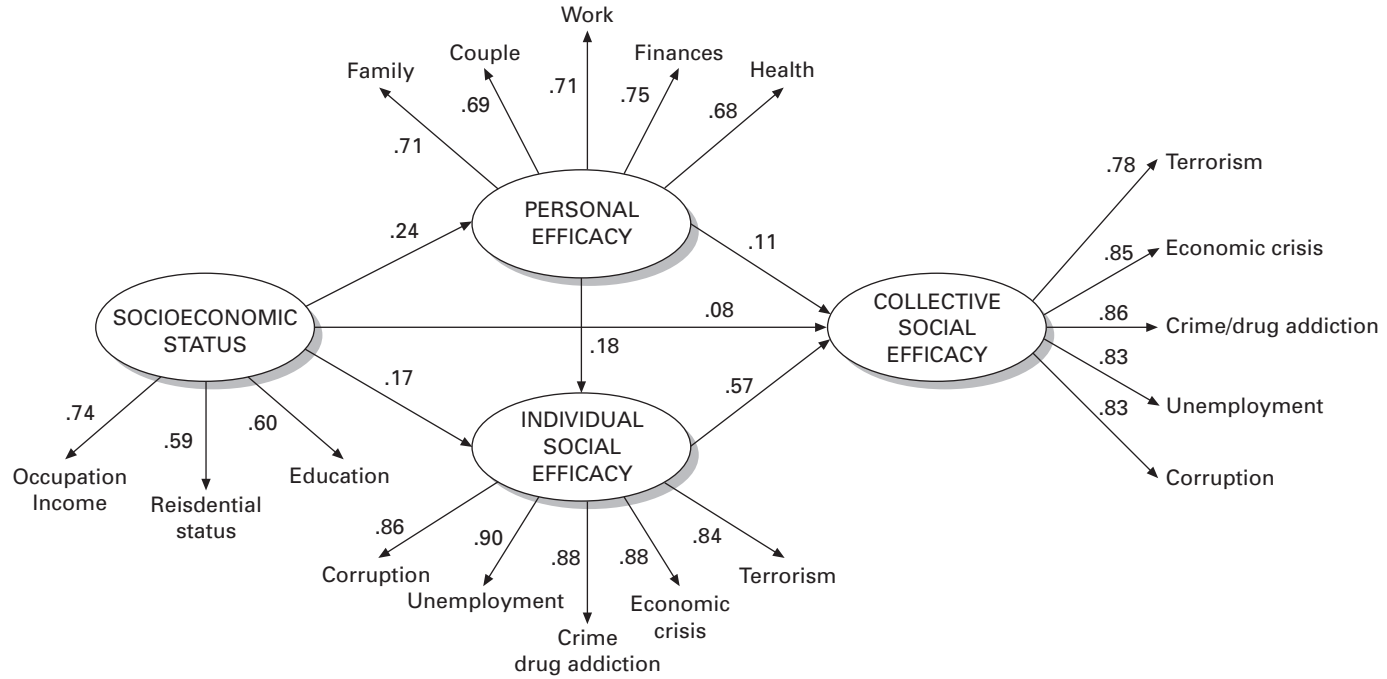 Work
Couple
Finances
Family
Health
.71
.69
.75
.68
.71
Terrorism
.78
PERSONAL
EFFICACY
.24
.11
Economic crisis
.85
SOCIOECONOMIC
STATUS
.08
COLLECTIVE
SOCIAL
EFFICACY
.86
Crime/drug addiction
.18
.17
.57
.83
Unemployment
.83
Corruption
.74
.59
.60
Occupation
Income
Reisdential
status
Education
INDIVIDUAL
SOCIAL
EFFICACY
.86
.90
.88
.88
.84
Corruption
Unemployment
Crime
drug addiction
Economic
crisis
Terrorism